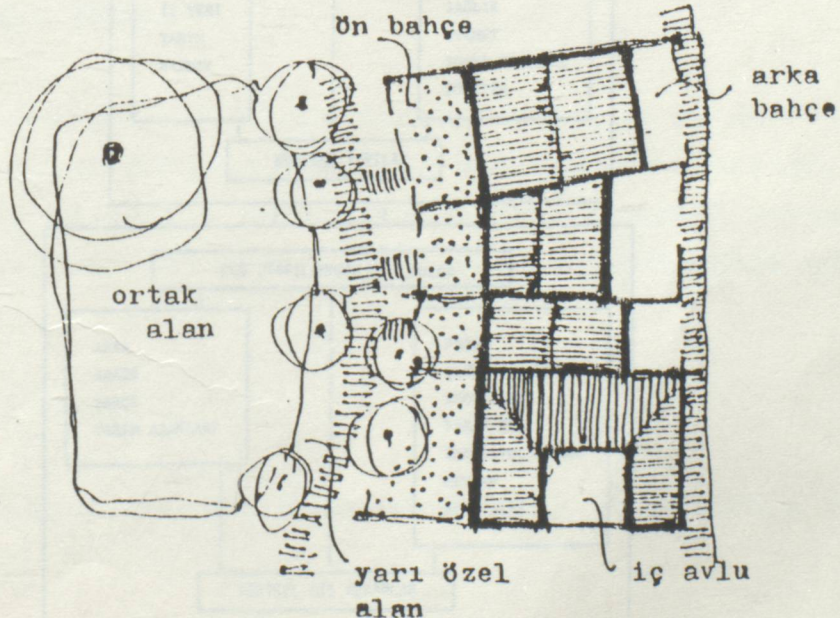 ön bahçe
arka
bahçe
ortak
alan
yarı özel
alan
iç avlu